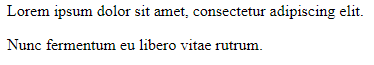 Lorem ipsum dolor sit amet, consectetur adipiscing elit.
Nunc fermentum eu libero vitae rutrum.